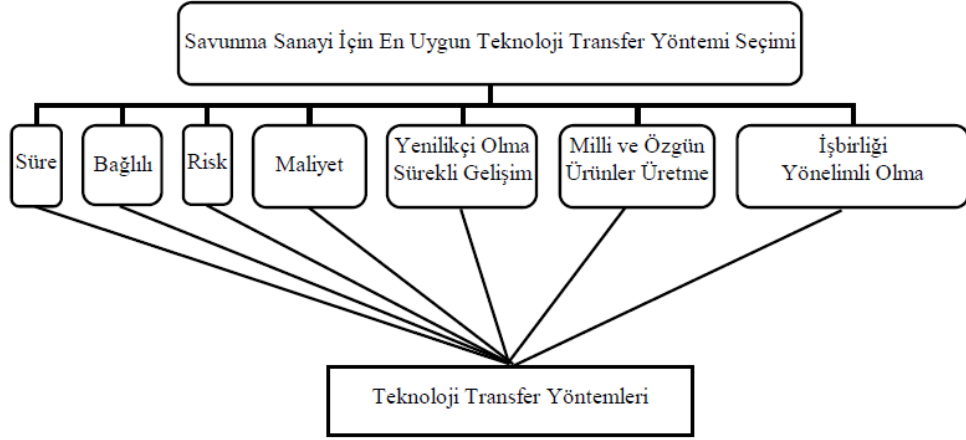 Savunma Sanayi İçin En Uygun Teknoloji Transfer Yöntemi Seçimi
Süre
Bağlılı
Risk
Maliyet
Yenilikçi Olma
Sürekli Gelişim
Milli ve Özgün
Ürünler Üretme
İşbirliği
Yönelimli Olma
Teknoloji Transfer Yöntemleri